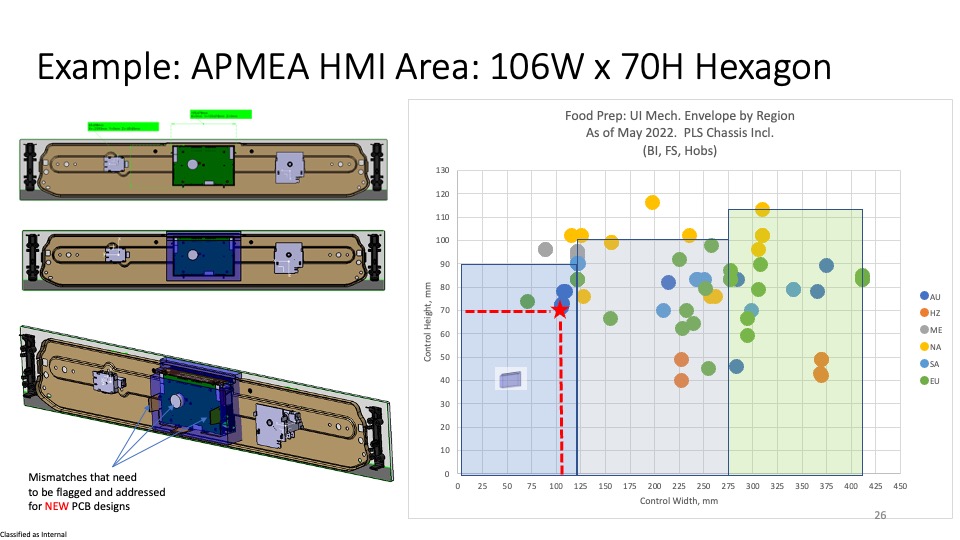 Example: APMEA HMI Area: 106W x 70H Hexagon
Food Prep: UI Mech. Envelope by Region
As of May 2022.  PLS Chassis Incl.
(BI, FS, Hobs)
130
120
110
100
90
80
70
60
50
40
30
20
10
0
Control Height, mm
0 25 50 75 100 125 150 175 200 225 250 275 300 325 350 375 400 425 450
Control Width, mm
AU
HZ
ME
NA
SA
EU
Mismatches that need
to be flagged and addressed
for NEW PCB designs
26
Classified as Internal